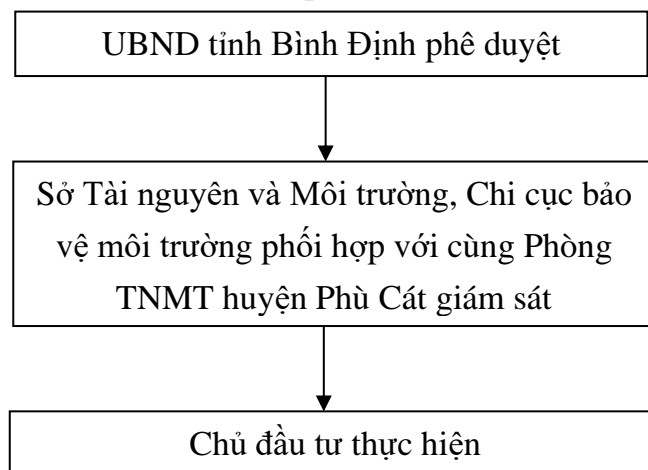 UBND tỉnh Bình Định phê duyệt
Sở Tài nguyên và Môi trường, Chi cục bảo
vệ môi trường phối hợp với cùng Phòng
TNMT huyện Phù Cát giám sát
Chủ đầu tư thực hiện